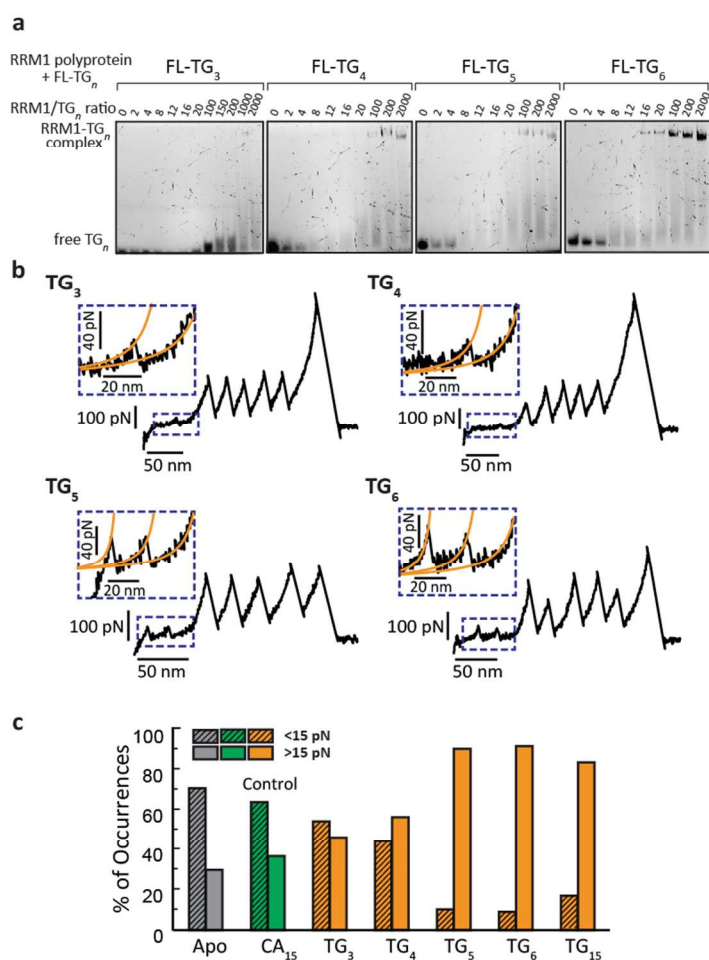 a
RRM1 polyprotein
+ FL-TGn
FL-TG3 FL-TG4 FL-TG5 FL-TG6
RRM1/TGn ratio
0 2 4 8 12 16 20 100 150 200 1000 2000
0 2 4 8 12 16 20 100 200 2000
0 2 4 8 12 16 20 100 200 2000
0 2 4 8 12 16 20 100 200 2000
RRM1-TGn
complex
free TGn
b
TG3
40 pN
20 nm
100 pN
50 nm
TG4
40 pN
20 nm
100 pN
50 nm
TG5
40 pN
20 nm
100 pN
50 nm
TG6
40 pN
20 nm
100 pN
50 nm
c
% of Occurrences
100
80
60
40
20
0
<15 pN
>15 pN
Control
Apo CA15 TG3 TG4 TG5 TG6 TG15